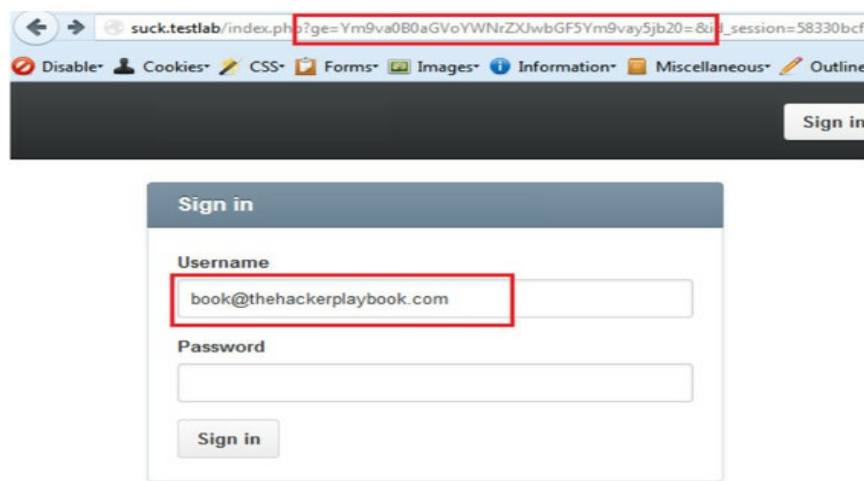 suck.testlab/index.php?ge=Ym9va0B0aGVoYWNrZXJwbGF5Ym9vay5jb20=&id_session=58330bcf
Disable Cookies CSS Forms Images Information Miscellaneous Outline
Sign in
Sign in
Username
book@thehackerplaybook.com
Password
Sign in